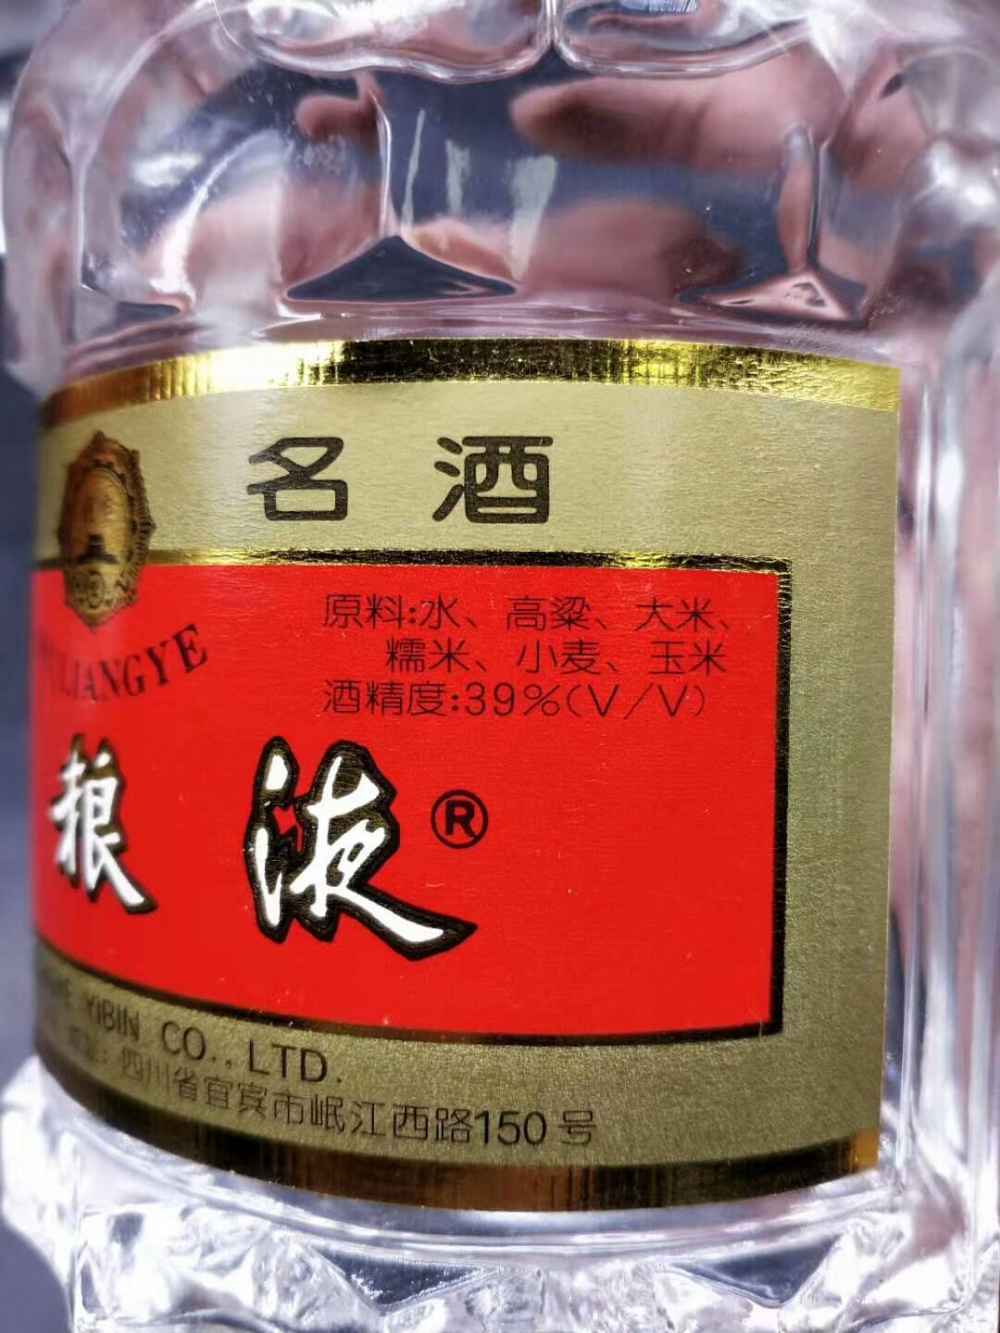 名 酒
LIANGYE
原料:水、高粱、大米、
糯米、小麦、玉米
酒精度:39%(V/V)
粮 液®
YIBIN CO., LTD.
四川省宜宾市岷江西路150号